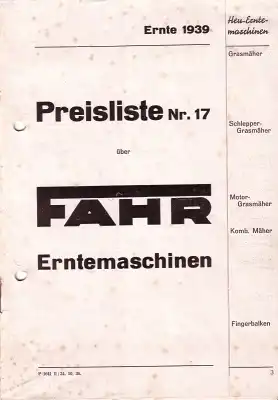 Ernte 1939
Preisliste Nr. 17
über
FAHR
Erntemaschinen
Heu-Ernte-
maschinen
Grasmäher
Schlepper-
Grasmäher
Motor-
Grasmäher
Komb. Mäher
Fingerbalken
3